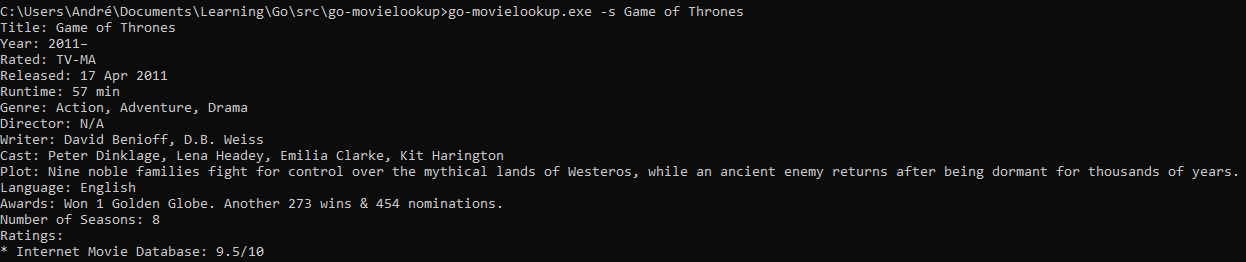 C:\Users\André\Documents\Learning\Go\src\go-movielookup>go-movielookup.exe -s Game of Thrones
Title: Game of Thrones
Year: 2011–
Rated: TV-MA
Released: 17 Apr 2011
Runtime: 57 min
Genre: Action, Adventure, Drama
Director: N/A
Writer: David Benioff, D.B. Weiss
Cast: Peter Dinklage, Lena Headey, Emilia Clarke, Kit Harington
Plot: Nine noble families fight for control over the mythical lands of Westeros, while an ancient enemy returns after being dormant for thousands of years.
Language: English
Awards: Won 1 Golden Globe. Another 273 wins & 454 nominations.
Number of Seasons: 8
Ratings:
* Internet Movie Database: 9.5/10